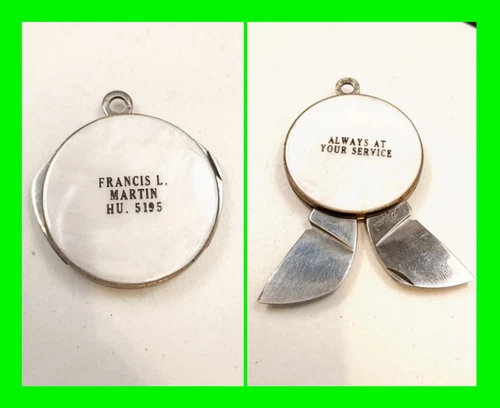 FRANCIS L.
MARTIN
HU. 5195
ALWAYS AT
YOUR SERVICE